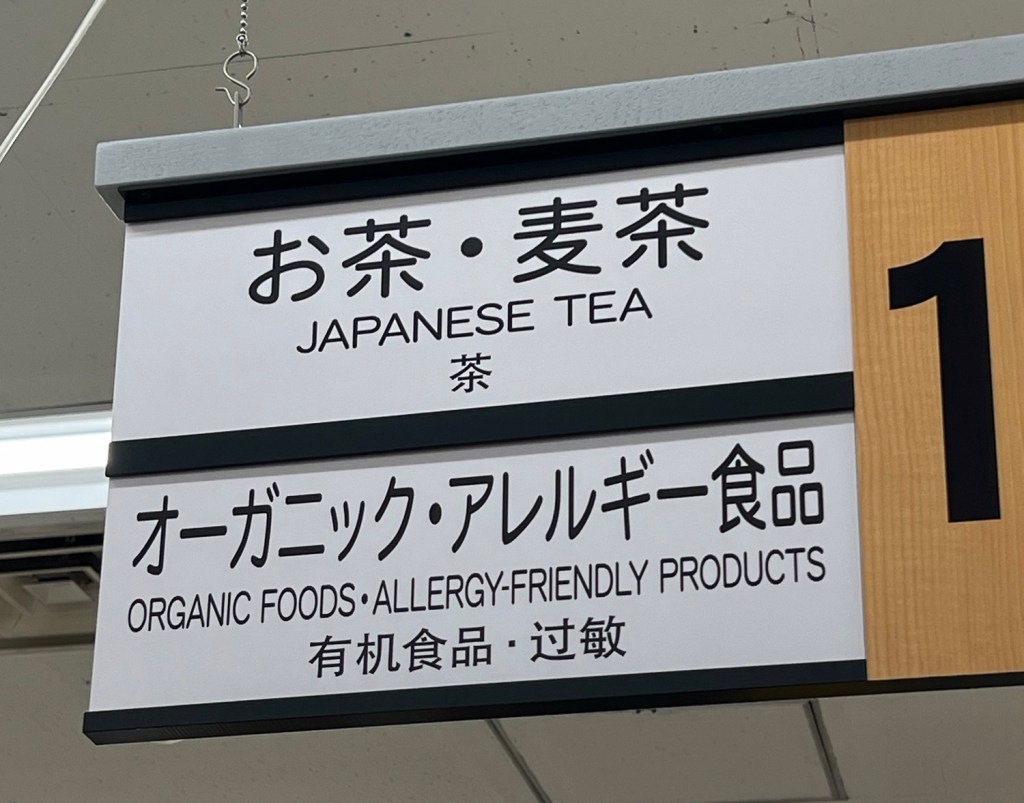 お茶・麦茶
JAPANESE TEA
茶
オーガニック・アレルギー食品
ORGANIC FOODS・ALLERGY-FRIENDLY PRODUCTS
有机食品・过敏
1